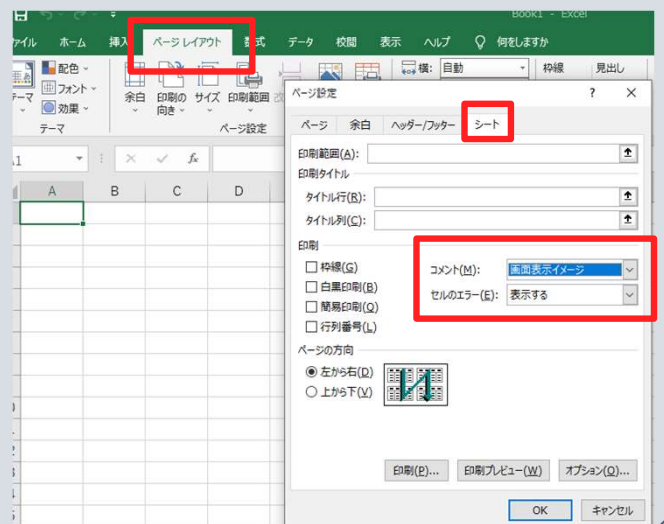 Book1 - Excel
ファイル ホーム 挿入 ページ レイアウト 数式 データ 校閲 表示 ヘルプ 何をしますか
配色
フォント
効果
テーマ
余白 印刷の向き サイズ 印刷範囲
横: 自動 枠線 見出し
テーマ ページ設定
A1 fx
A B C D
ページ設定 ? ×
ページ 余白 ヘッダー/フッター シート
印刷範囲(A):
印刷タイトル
タイトル行(R):
タイトル列(C):
印刷
枠線(G) コメント(M): 画面表示イメージ
白黒印刷(B) セルのエラー(E): 表示する
簡易印刷(Q)
行列番号(L)
ページの方向
左から右(D)
上から下(V)
印刷(P)... 印刷プレビュー(W) オプション(O)...
OK キャンセル